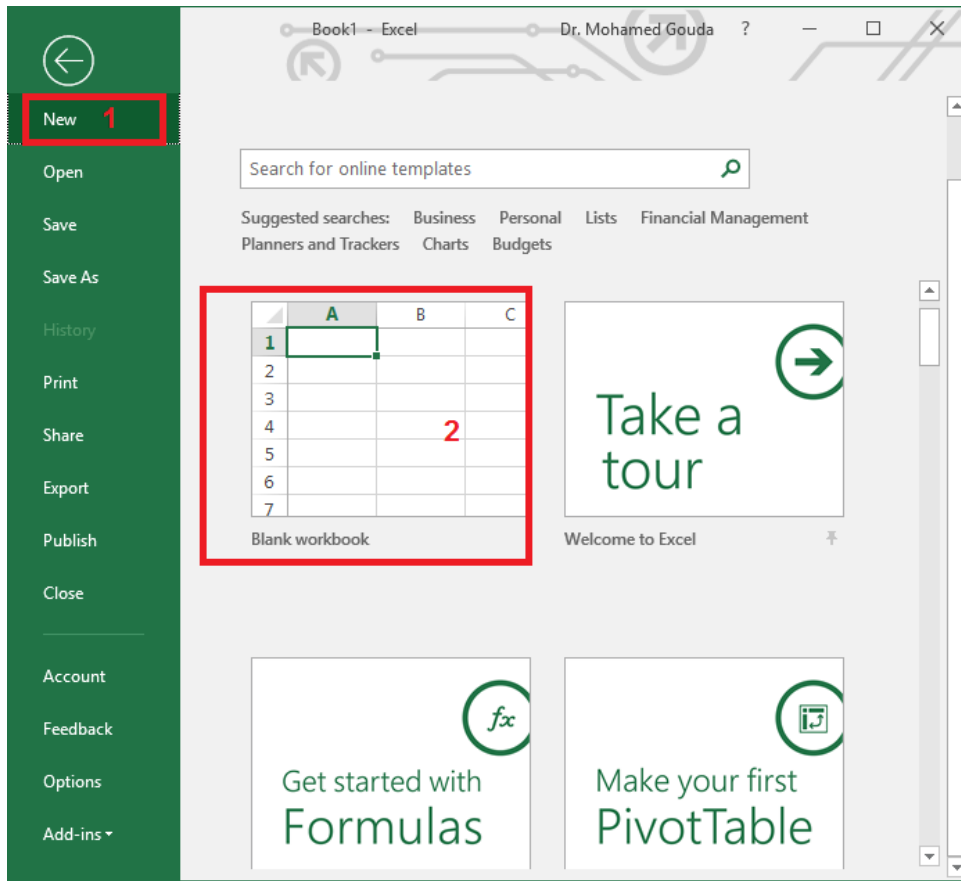 Book1 - Excel
Dr. Mohamed Gouda
?
New 1
Open
Save
Save As
History
Print
Share
Export
Publish
Close
Account
Feedback
Options
Add-ins
Search for online templates
Suggested searches: Business Personal Lists Financial Management
Planners and Trackers Charts Budgets
A B C
1
2
3
4 2
5
6
7
Blank workbook
Take a
tour
Welcome to Excel
fx
Get started with
Formulas
Make your first
PivotTable